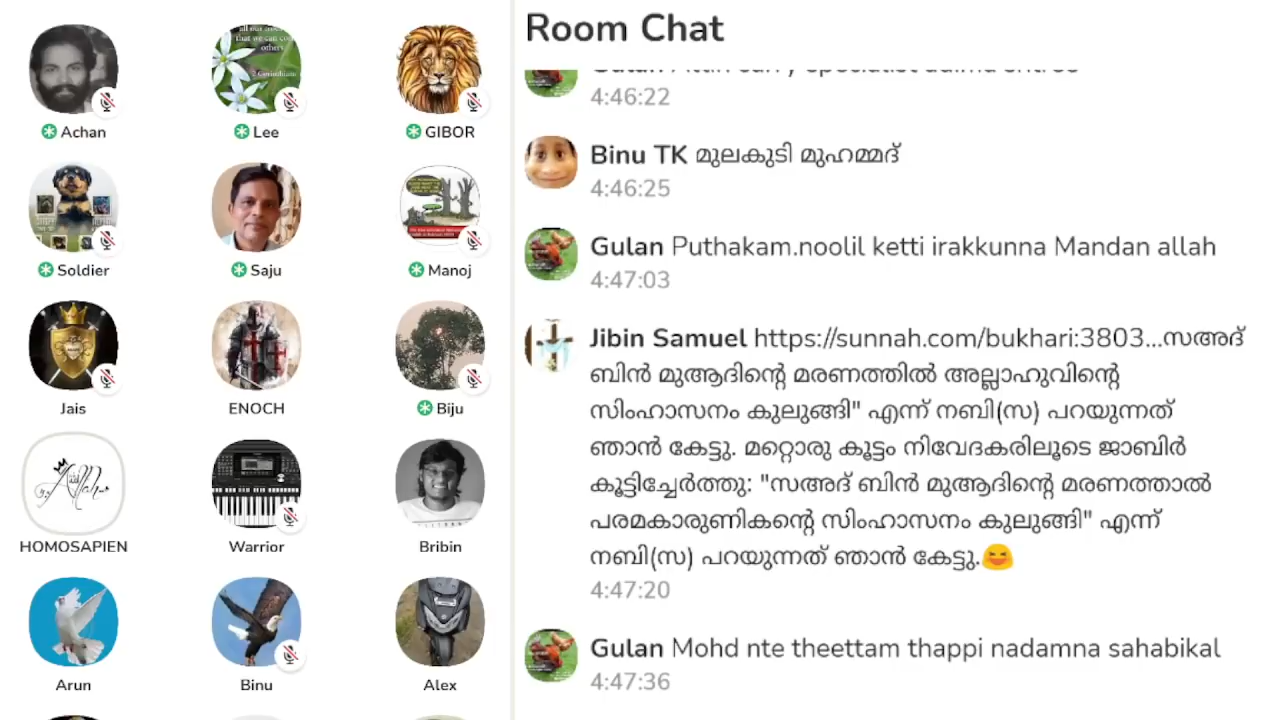 Achan
Lee
GIBOR
Soldier
Saju
Manoj
Jais
ENOCH
Biju
HOMOSAPIEN
Warrior
Bribin
Arun
Binu
Alex
Room Chat
Gulan
4:46:22
Binu TK മുലകുടി മുഹമ്മദ്
4:46:25
Gulan Puthakam.noolil ketti irakkunna Mandan allah
4:47:03
Jibin Samuel https://sunnah.com/bukhari:3803...സഅദ്
ബിൻ മുആദിന്റെ മരണത്തിൽ അല്ലാഹുവിന്റെ
സിംഹാസനം കുലുങ്ങി" എന്ന് നബി(സ) പറയുന്നത്
ഞാൻ കേട്ടു. മറ്റൊരു കൂട്ടം നിവേദകരിലൂടെ ജാബിർ
കൂട്ടിച്ചേർത്തു: "സഅദ് ബിൻ മുആദിന്റെ മരണത്താൽ
പരമകാരുണികന്റെ സിംഹാസനം കുലുങ്ങി" എന്ന്
നബി(സ) പറയുന്നത് ഞാൻ കേട്ടു.😆
4:47:20
Gulan Mohd nte theettam thappi nadamna sahabikal
4:47:36